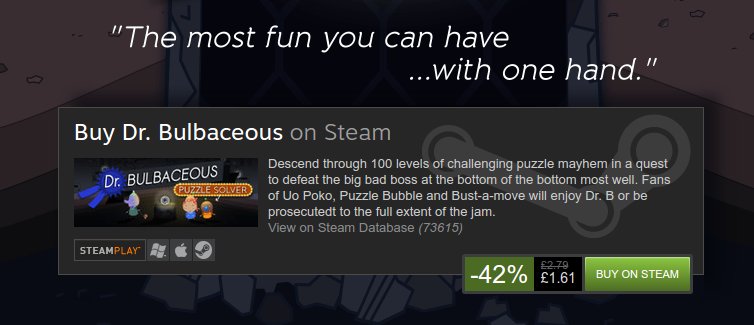 "The most fun you can have
...with one hand."
Buy Dr. Bulbaceous on Steam
Dr. BULBACEOUS
PUZZLE SOLVER
Descend through 100 levels of challenging puzzle mayhem in a quest
to defeat the big bad boss at the bottom of the bottom most well. Fans
of Uo Poko, Puzzle Bubble and Bust-a-move will enjoy Dr. B or be
prosecutedt to the full extent of the jam.
View on Steam Database (73615)
STEAMPLAY™
-42%
£2.79
£1.61
BUY ON STEAM